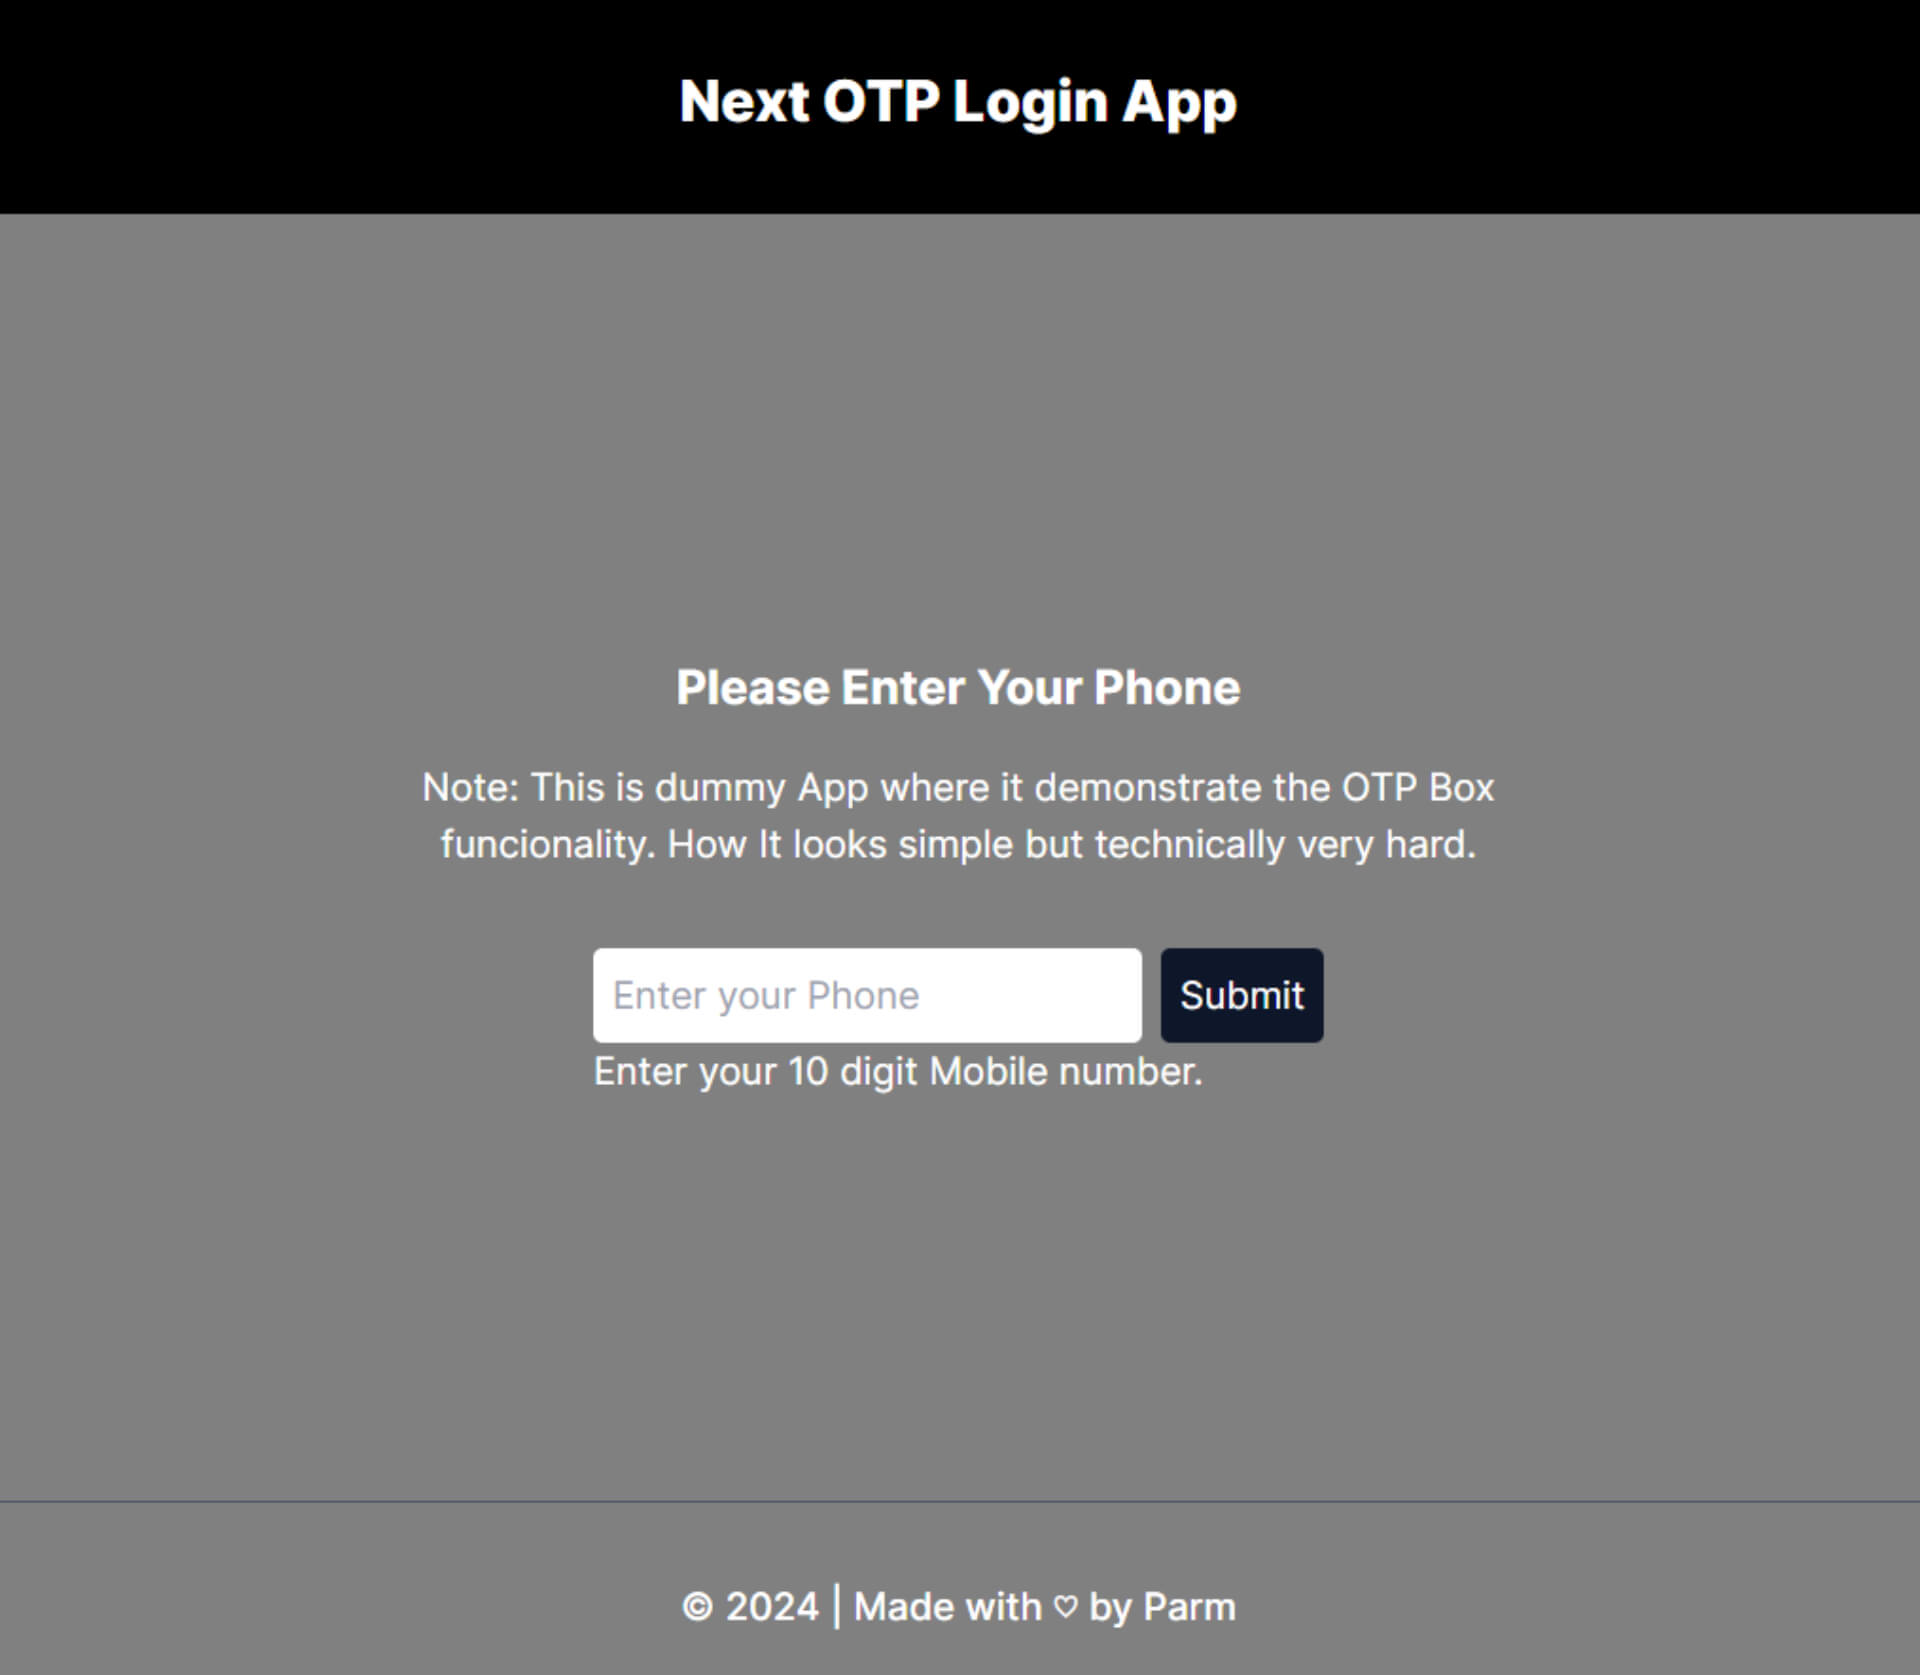 Next OTP Login App
Please Enter Your Phone
Note: This is dummy App where it demonstrate the OTP Box
funcionality. How It looks simple but technically very hard.
Enter your Phone
Submit
Enter your 10 digit Mobile number.
© 2024 | Made with ♡ by Parm